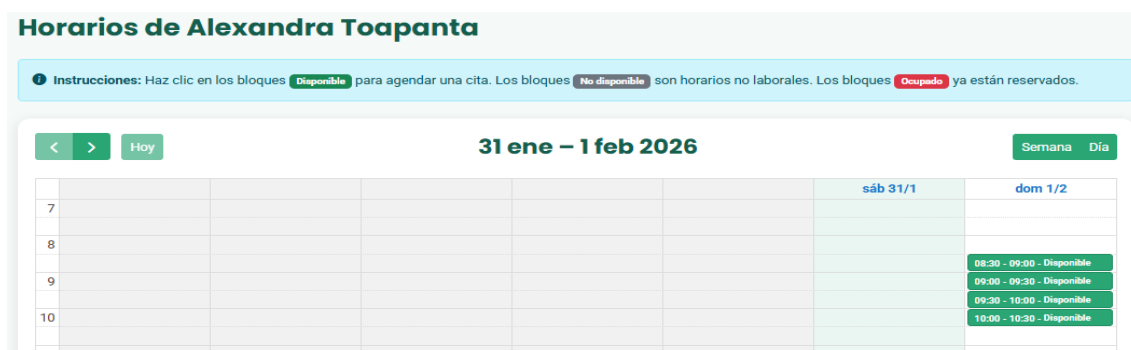 Horarios de Alexandra Toapanta
Instrucciones: Haz clic en los bloques Disponible para agendar una cita. Los bloques No disponible son horarios no laborales. Los bloques Ocupado ya están reservados.
< > Hoy
31 ene – 1 feb 2026
Semana Día
sáb 31/1 dom 1/2
7
8
08:30 - 09:00 - Disponible
9 09:00 - 09:30 - Disponible
09:30 - 10:00 - Disponible
10 10:00 - 10:30 - Disponible